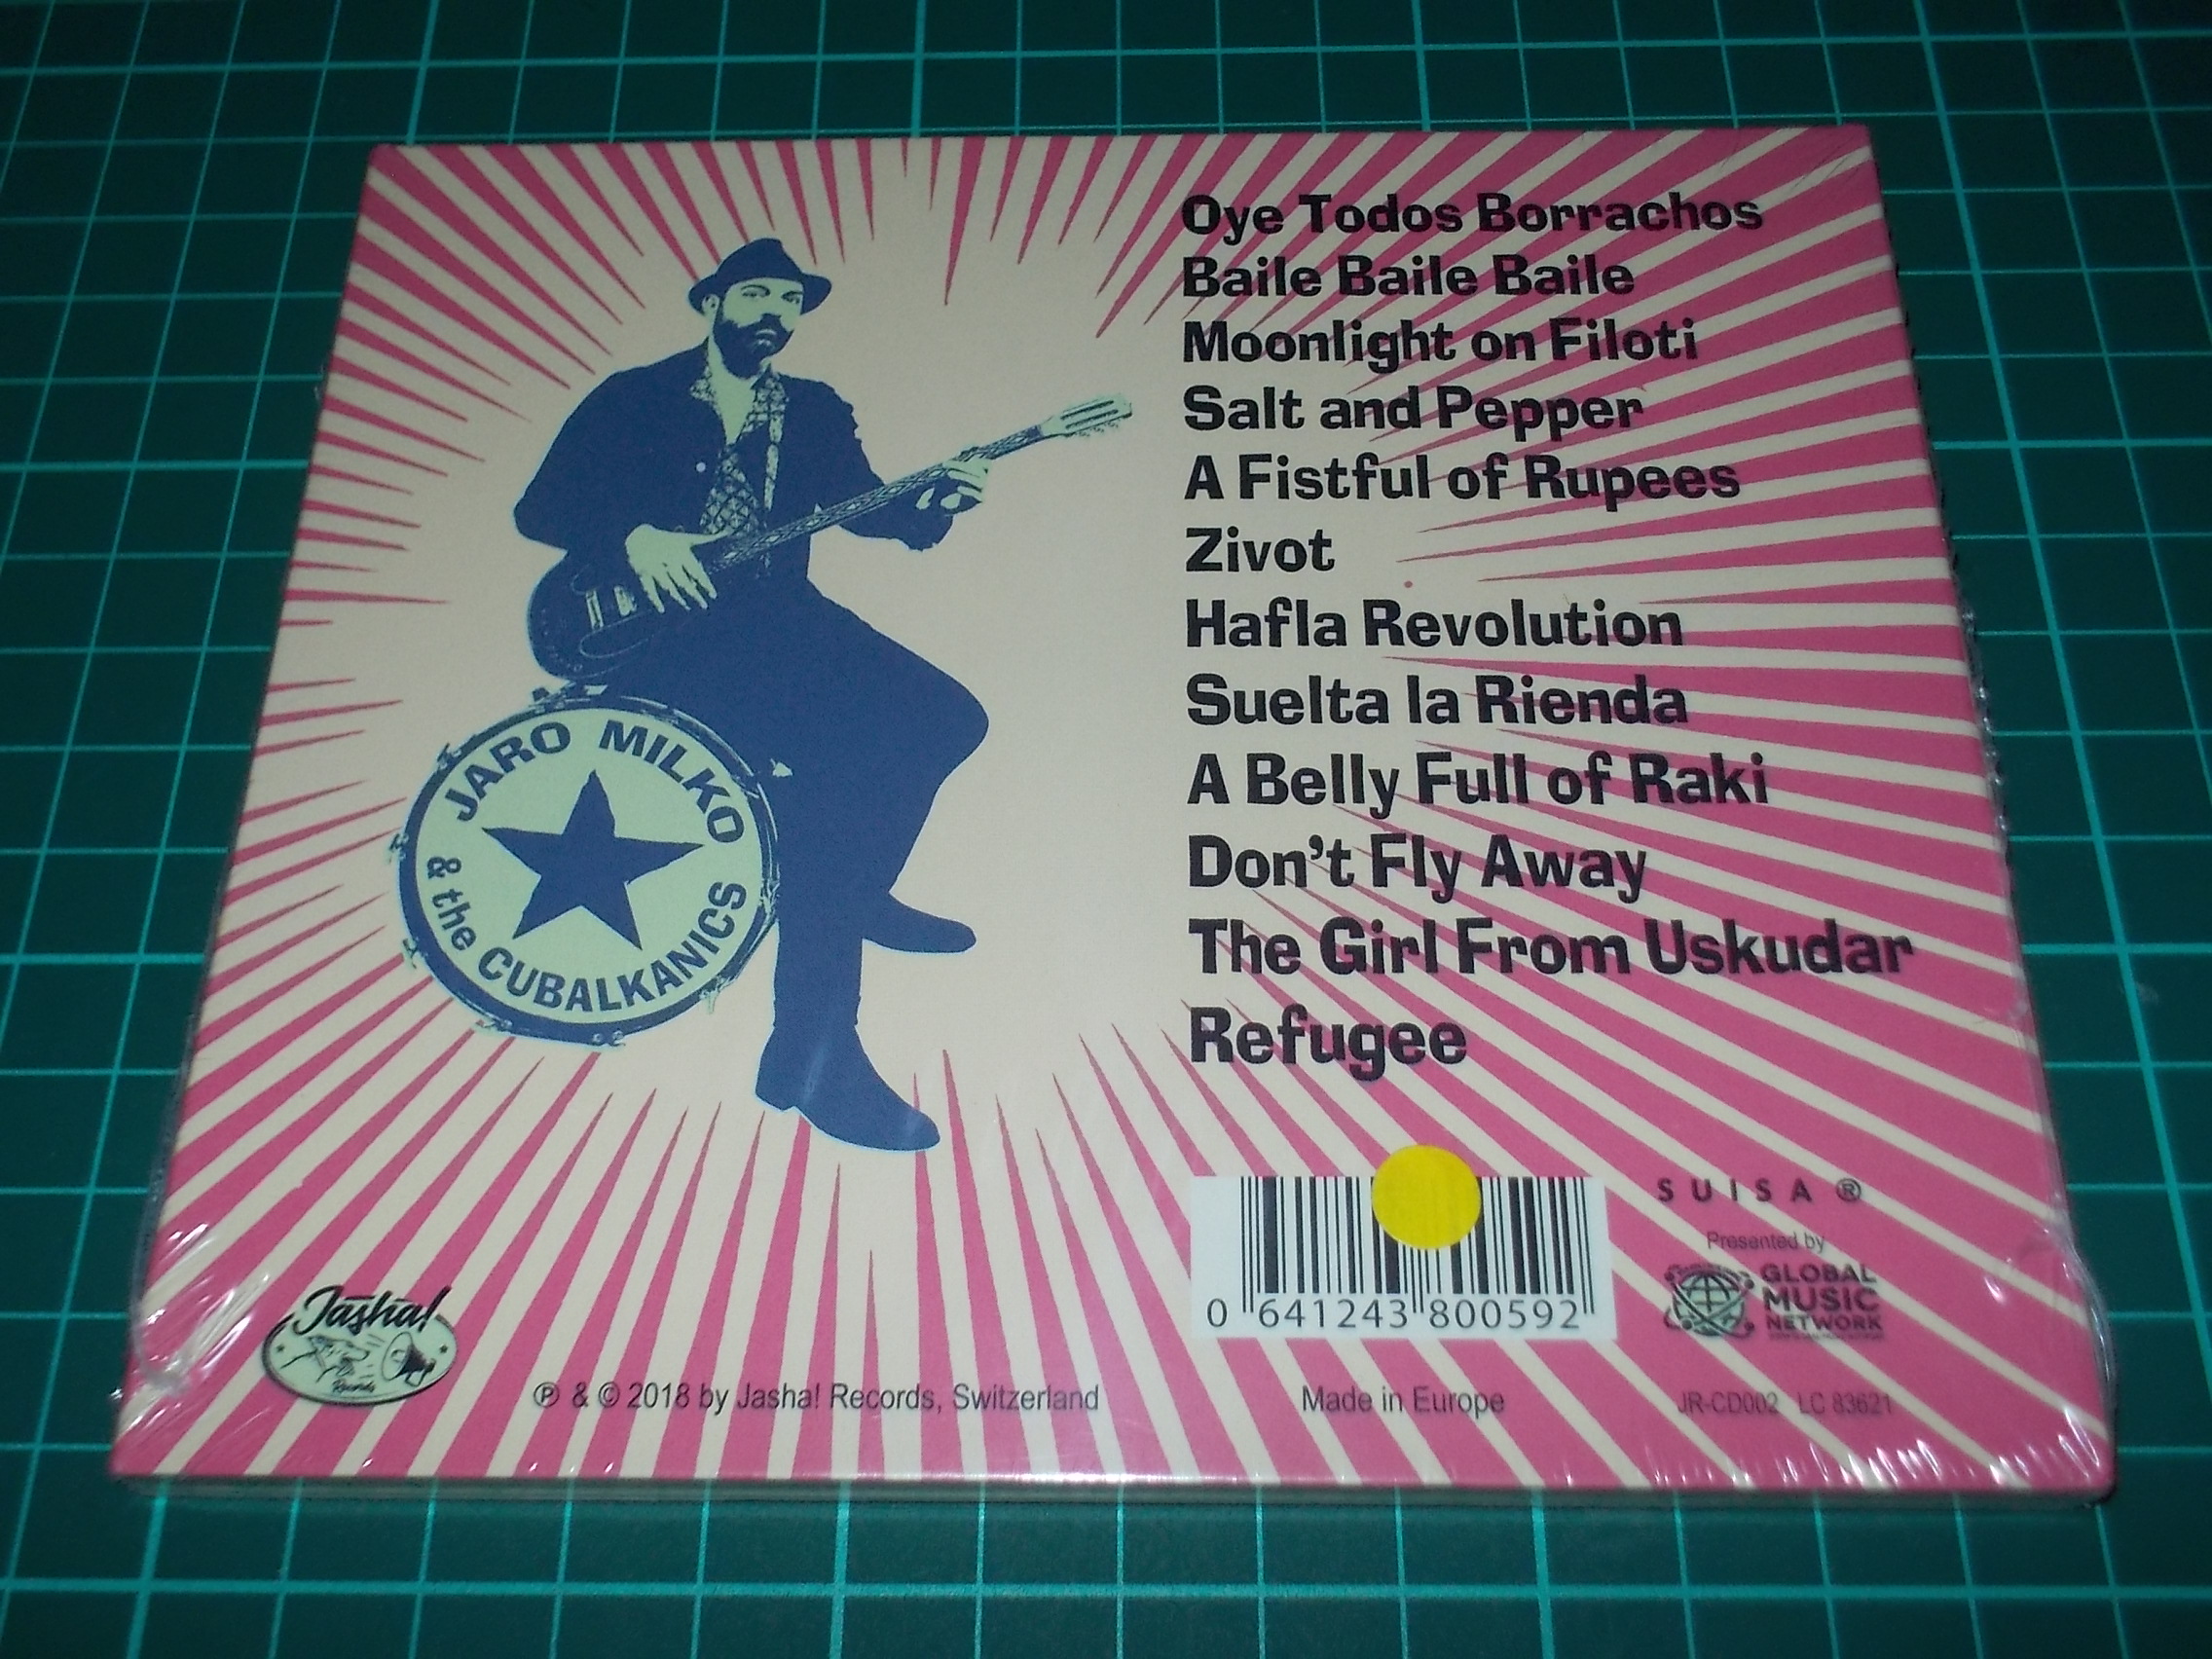 Oye Todos Borrachos
Baile Baile Baile
Moonlight on Filoti
Salt and Pepper
A Fistful of Rupees
Zivot
Hafla Revolution
Suelta la Rienda
A Belly Full of Raki
Don't Fly Away
The Girl From Uskudar
Refugee
JARO MILKO
& the CUBALKANICS
0 641243 800592
SUISA ®
Presented by
GLOBAL
MUSIC
NETWORK
Jasha!
Records
℗ & © 2018 by Jasha! Records, Switzerland
Made in Europe
JR-CD002 LC 83621